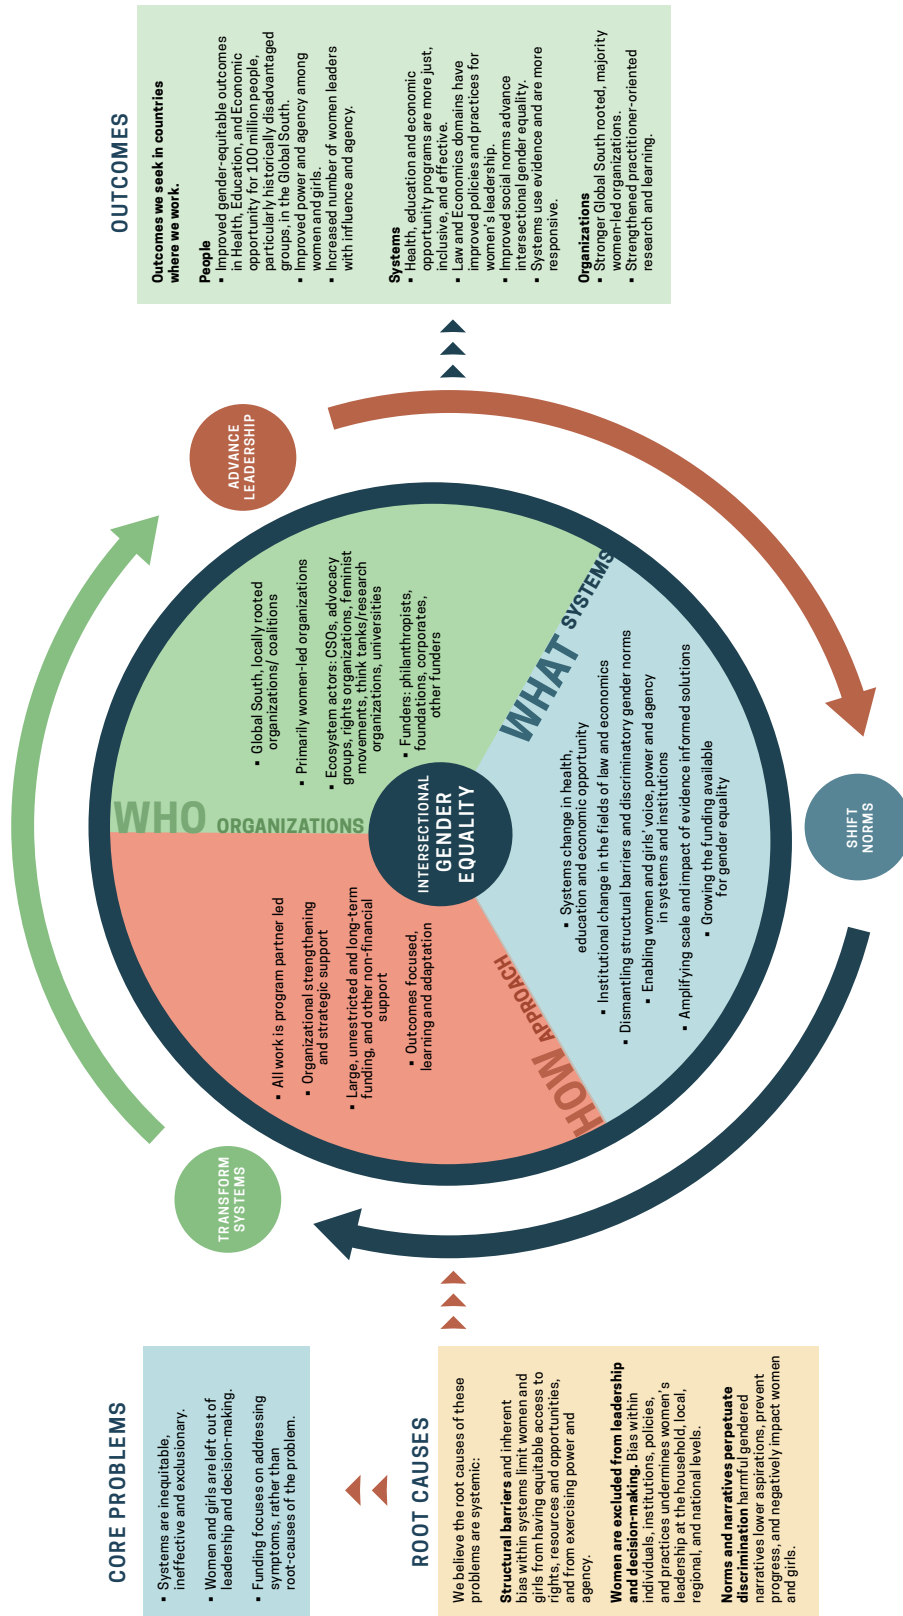 CORE PROBLEMS
▪ Systems are inequitable,
ineffective and exclusionary.
▪ Women and girls are left out of
leadership and decision-making.
▪ Funding focuses on addressing
symptoms, rather than
root-causes of the problem.
ROOT CAUSES
We believe the root causes of these
problems are systemic:
Structural barriers and inherent
bias within systems limit women and
girls from having equitable access to
rights, resources and opportunities,
and from exercising power and
agency.
Women are excluded from leadership
and decision-making. Bias within
individuals, institutions, policies,
and practices undermines women's
leadership at the household, local,
regional, and national levels.
Norms and narratives perpetuate
discrimination harmful gendered
narratives lower aspirations, prevent
progress, and negatively impact women
and girls.
TRANSFORM
SYSTEMS
ADVANCE
LEADERSHIP
SHIFT
NORMS
INTERSECTIONAL
GENDER
EQUALITY
HOW APPROACH
▪ All work is program partner led
▪ Organizational strengthening
and strategic support
▪ Large, unrestricted and long-term
funding, and other non-financial
support
▪ Outcomes focused,
learning and adaptation
WHO ORGANIZATIONS
▪ Global South, locally rooted
organizations/ coalitions
▪ Primarily women-led organizations
▪ Ecosystem actors: CSOs, advocacy
groups, rights organizations, feminist
movements, think tanks/research
organizations, universities
▪ Funders: philanthropists,
foundations, corporates,
other funders
WHAT SYSTEMS
▪ Systems change in health,
education and economic opportunity
▪ Institutional change in the fields of law and economics
▪ Dismantling structural barriers and discriminatory gender norms
▪ Enabling women and girls' voice, power and agency
in systems and institutions
▪ Amplifying scale and impact of evidence informed solutions
▪ Growing the funding available
for gender equality
OUTCOMES
Outcomes we seek in countries
where we work.
People
▪ Improved gender-equitable outcomes
in Health, Education, and Economic
opportunity for 100 million people,
particularly historically disadvantaged
groups, in the Global South.
▪ Improved power and agency among
women and girls.
▪ Increased number of women leaders
with influence and agency.
Systems
▪ Health, education and economic
opportunity programs are more just,
inclusive, and effective.
▪ Law and Economics domains have
improved policies and practices for
women's leadership.
▪ Improved social norms advance
intersectional gender equality.
▪ Systems use evidence and are more
responsive.
Organizations
▪ Stronger Global South rooted, majority
women-led organizations.
▪ Strengthened practitioner-oriented
research and learning.